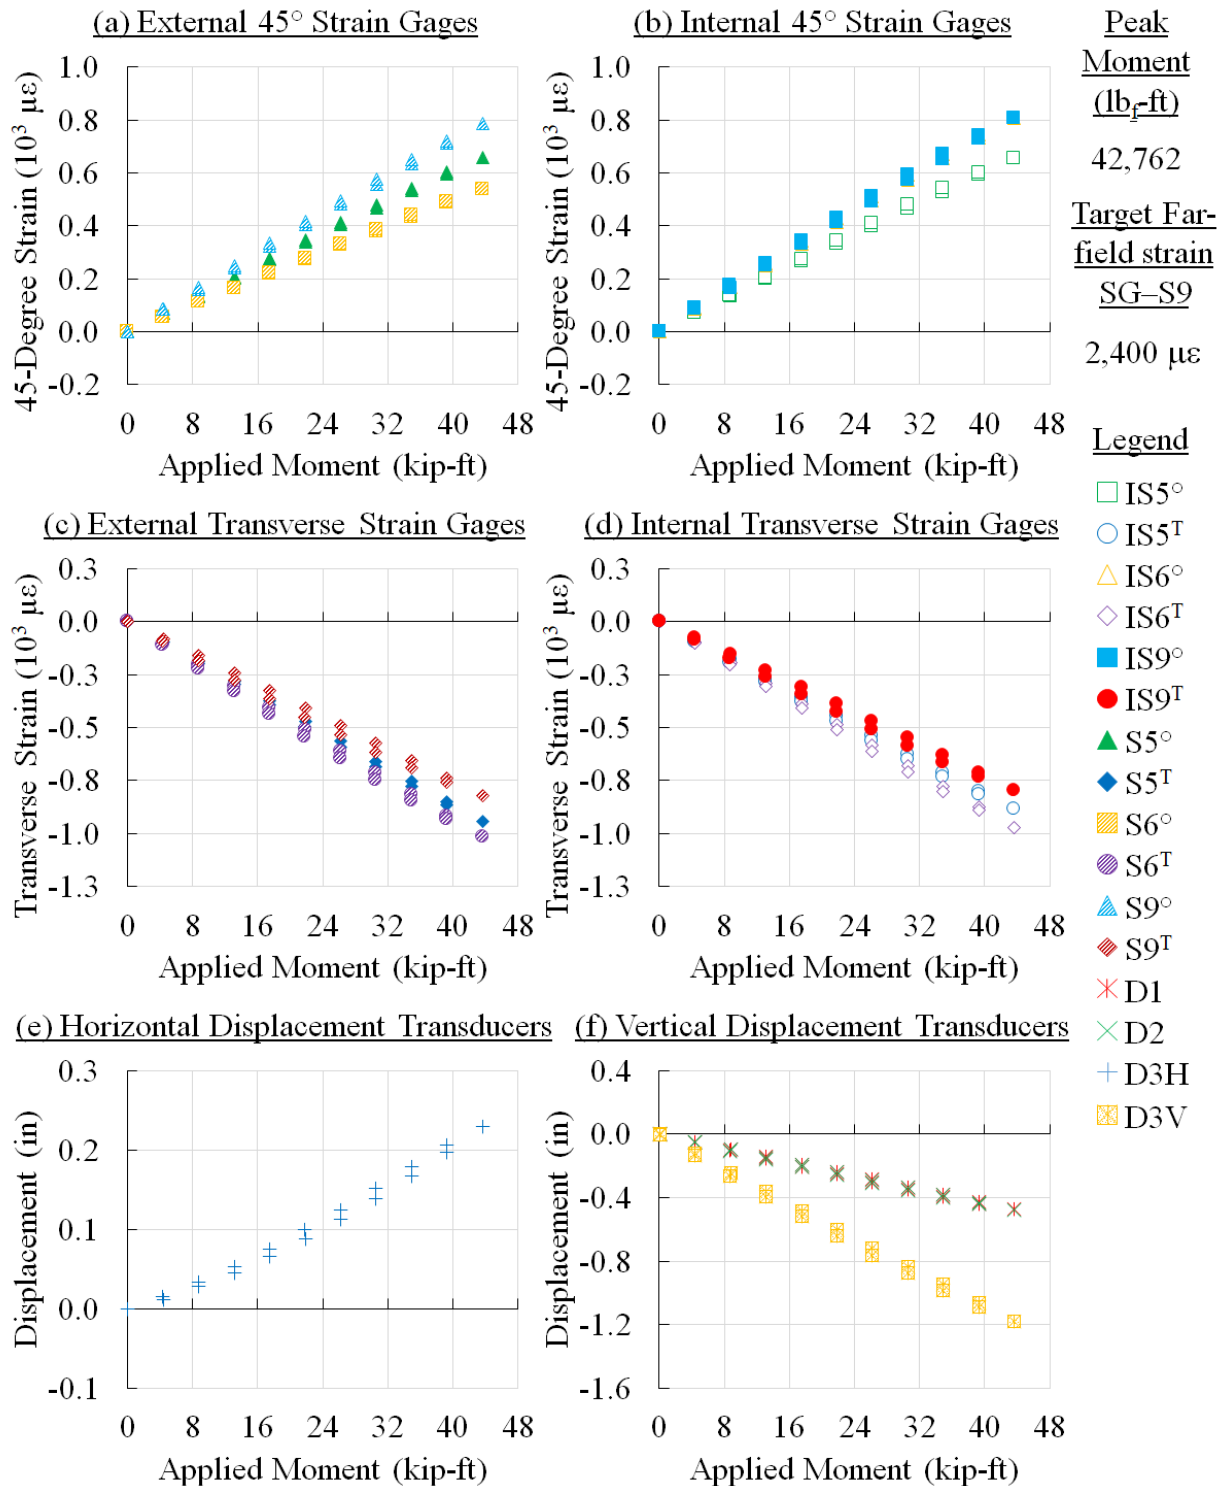 (a) External 45° Strain Gages
(b) Internal 45° Strain Gages
Peak
Moment
(lbf-ft)
42,762
Target Far-
field strain
SG–S9
2,400 µε
45-Degree Strain (10³ µε)
1.0
0.8
0.6
0.4
0.2
0.0
-0.2
0 8 16 24 32 40 48
Applied Moment (kip-ft)
45-Degree Strain (10³ µε)
1.0
0.8
0.6
0.4
0.2
0.0
-0.2
0 8 16 24 32 40 48
Applied Moment (kip-ft)
Legend
IS5°
IS5ᵀ
IS6°
IS6ᵀ
IS9°
IS9ᵀ
S5°
S5ᵀ
S6°
S6ᵀ
S9°
S9ᵀ
D1
D2
D3H
D3V
(c) External Transverse Strain Gages
Transverse Strain (10³ µε)
0.3
0.0
-0.3
-0.5
-0.8
-1.0
-1.3
0 8 16 24 32 40 48
Applied Moment (kip-ft)
(d) Internal Transverse Strain Gages
Transverse Strain (10³ µε)
0.3
0.0
-0.3
-0.5
-0.8
-1.0
-1.3
0 8 16 24 32 40 48
Applied Moment (kip-ft)
(e) Horizontal Displacement Transducers
Displacement (in)
0.3
0.2
0.1
0.0
-0.1
0 8 16 24 32 40 48
Applied Moment (kip-ft)
(f) Vertical Displacement Transducers
Displacement (in)
0.4
0.0
-0.4
-0.8
-1.2
-1.6
0 8 16 24 32 40 48
Applied Moment (kip-ft)